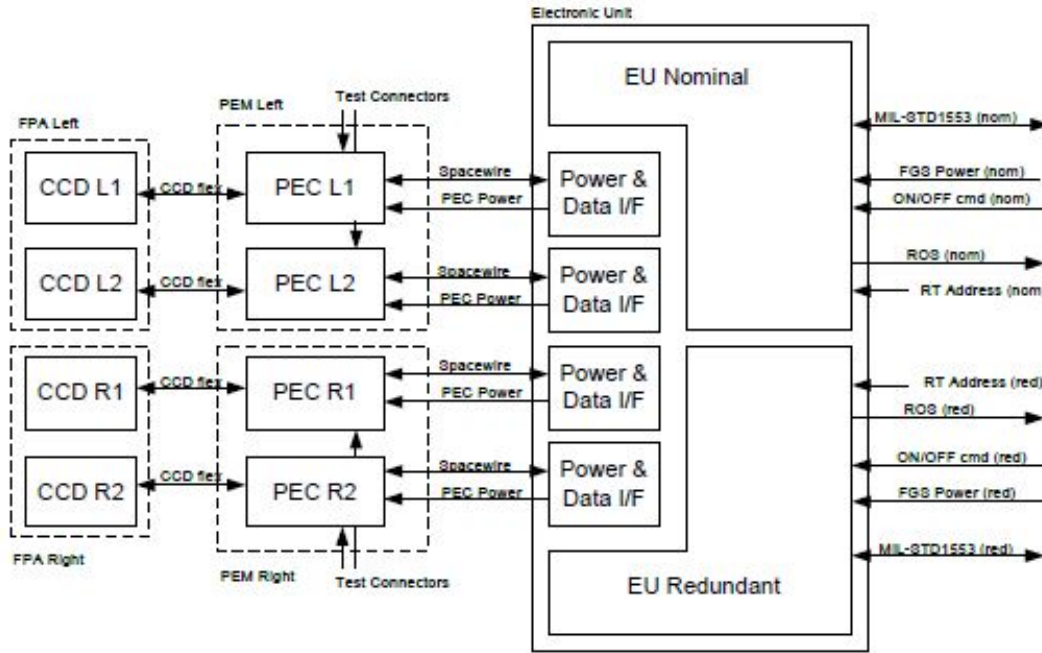 Electronic Unit
EU Nominal
Test Connectors
PEM Left
FPA Left
MIL-STD1553 (nom)
CCD L1
CCD flex
PEC L1
Spacewire
PEC Power
Power &
Data I/F
FGS Power (nom)
ON/OFF cmd (nom)
CCD L2
CCD flex
PEC L2
Spacewire
PEC Power
Power &
Data I/F
ROS (nom)
RT Address (nom
CCD R1
CCD flex
PEC R1
Spacewire
PEC Power
Power &
Data I/F
RT Address (red)
ROS (red)
CCD R2
CCD flex
PEC R2
Spacewire
PEC Power
Power &
Data I/F
ON/OFF cmd (red)
FGS Power (red)
FPA Right
PEM Right
Test Connectors
EU Redundant
MIL-STD1553 (red)